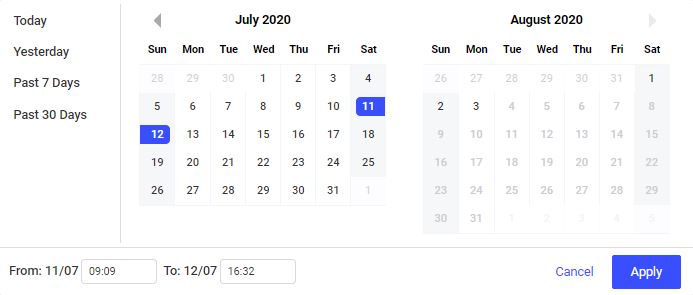 Today
Yesterday
Past 7 Days
Past 30 Days
July 2020
Sun Mon Tue Wed Thu Fri Sat
28 29 30 1 2 3 4
5 6 7 8 9 10 11
12 13 14 15 16 17 18
19 20 21 22 23 24 25
26 27 28 29 30 31 1
August 2020
Sun Mon Tue Wed Thu Fri Sat
26 27 28 29 30 31 1
2 3 4 5 6 7 8
9 10 11 12 13 14 15
16 17 18 19 20 21 22
23 24 25 26 27 28 29
30 31 1 2 3 4 5
From: 11/07 09:09 To: 12/07 16:32 Cancel Apply